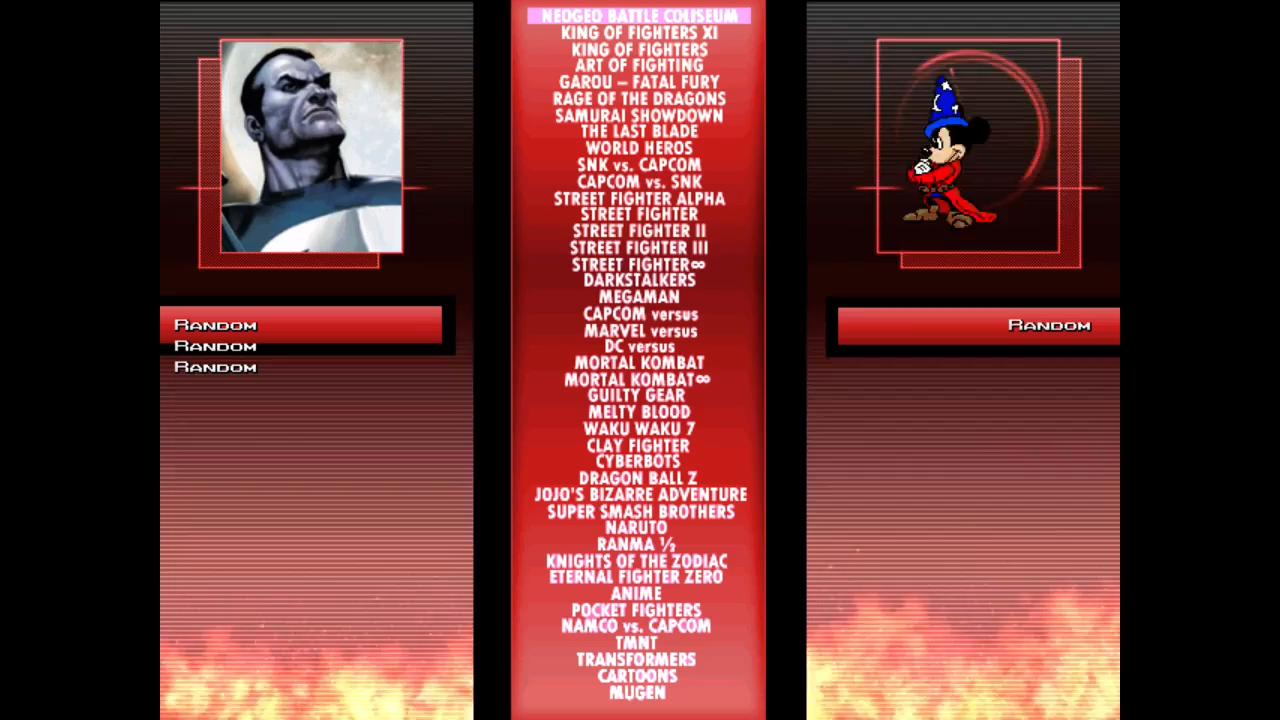 NEOGEO BATTLE COLISEUM
KING OF FIGHTERS XI
KING OF FIGHTERS
ART OF FIGHTING
GAROU – FATAL FURY
RAGE OF THE DRAGONS
SAMURAI SHOWDOWN
THE LAST BLADE
WORLD HEROS
SNK vs. CAPCOM
CAPCOM vs. SNK
STREET FIGHTER ALPHA
STREET FIGHTER
STREET FIGHTER II
STREET FIGHTER III
STREET FIGHTER∞
DARKSTALKERS
MEGAMAN
CAPCOM versus
MARVEL versus
DC versus
MORTAL KOMBAT
MORTAL KOMBAT∞
GUILTY GEAR
MELTY BLOOD
WAKU WAKU 7
CLAY FIGHTER
CYBERBOTS
DRAGON BALL Z
JOJO'S BIZARRE ADVENTURE
SUPER SMASH BROTHERS
NARUTO
RANMA ½
KNIGHTS OF THE ZODIAC
ETERNAL FIGHTER ZERO
ANIME
POCKET FIGHTERS
NAMCO vs. CAPCOM
TMNT
TRANSFORMERS
CARTOONS
MUGEN
RANDOM
RANDOM
RANDOM
RANDOM